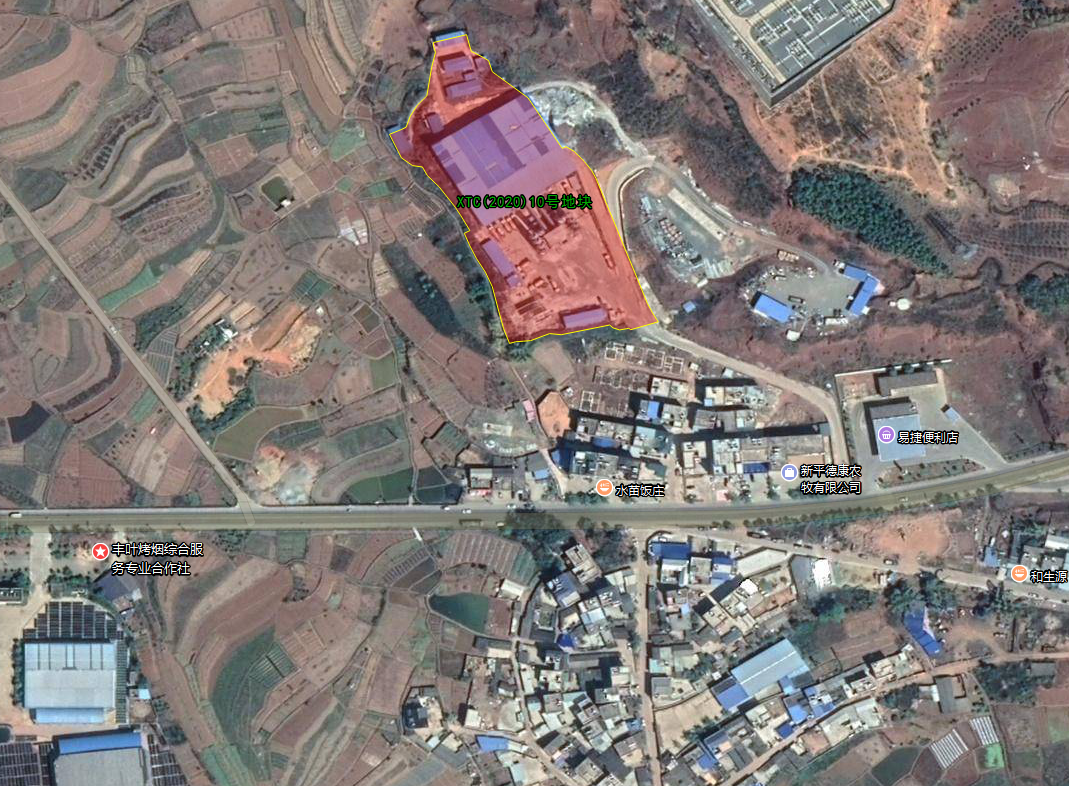 XTC(2020)10号地块
易捷便利店
新平德康农
牧有限公司
水苗饭庄
丰叶烤烟综合服
务专业合作社
和生源